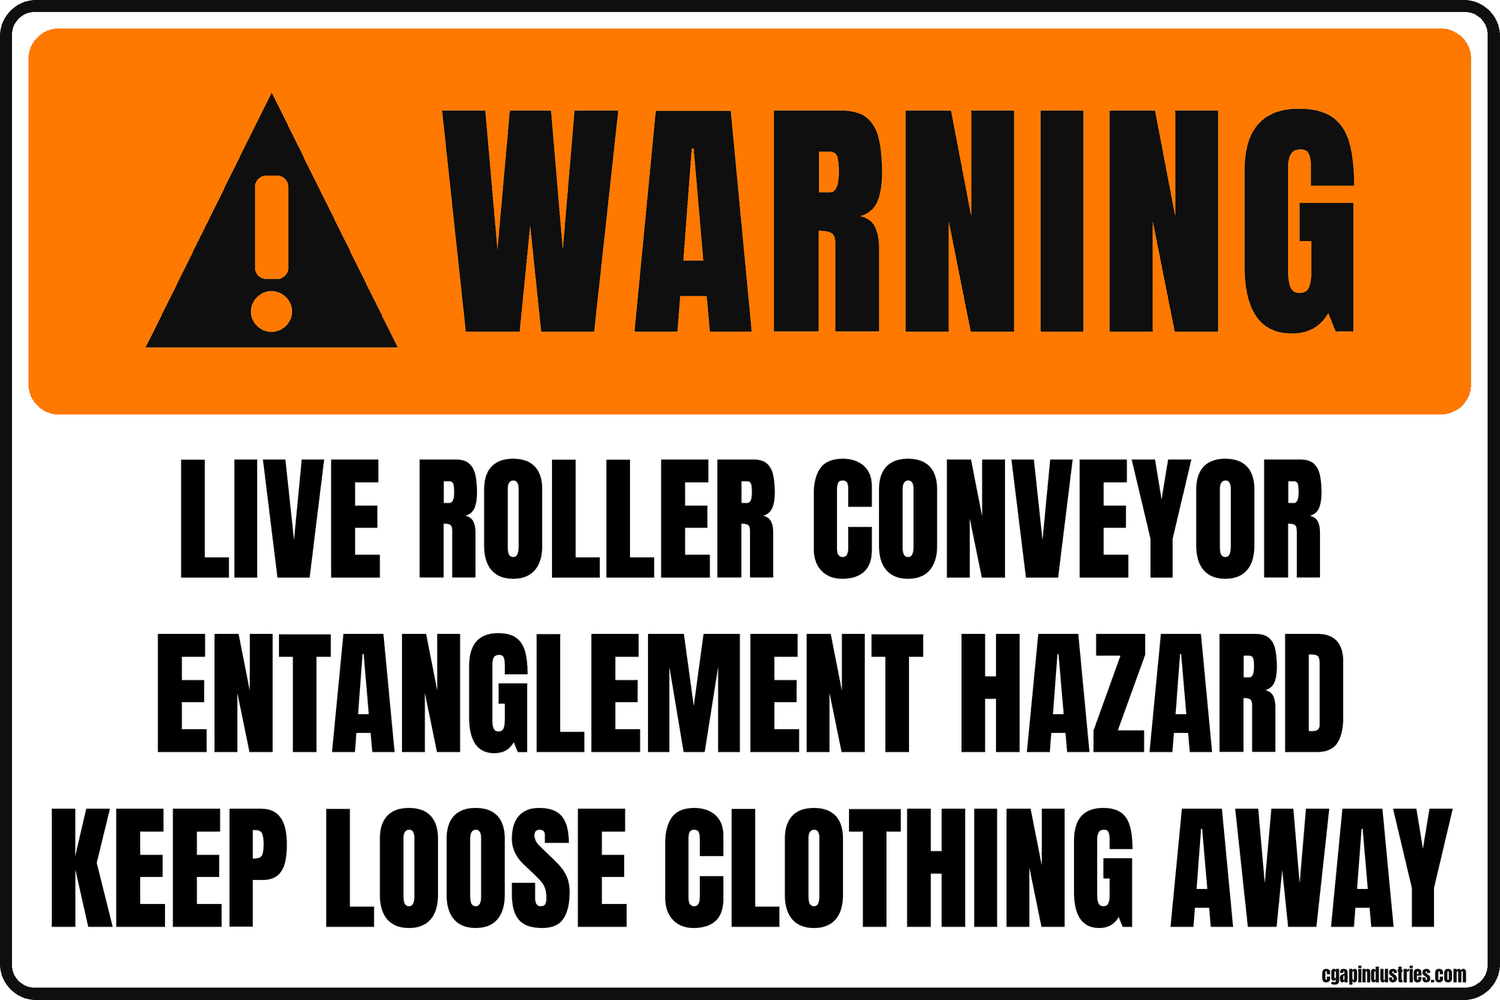 WARNING
LIVE ROLLER CONVEYOR
ENTANGLEMENT HAZARD
KEEP LOOSE CLOTHING AWAY
cgapindustries.com